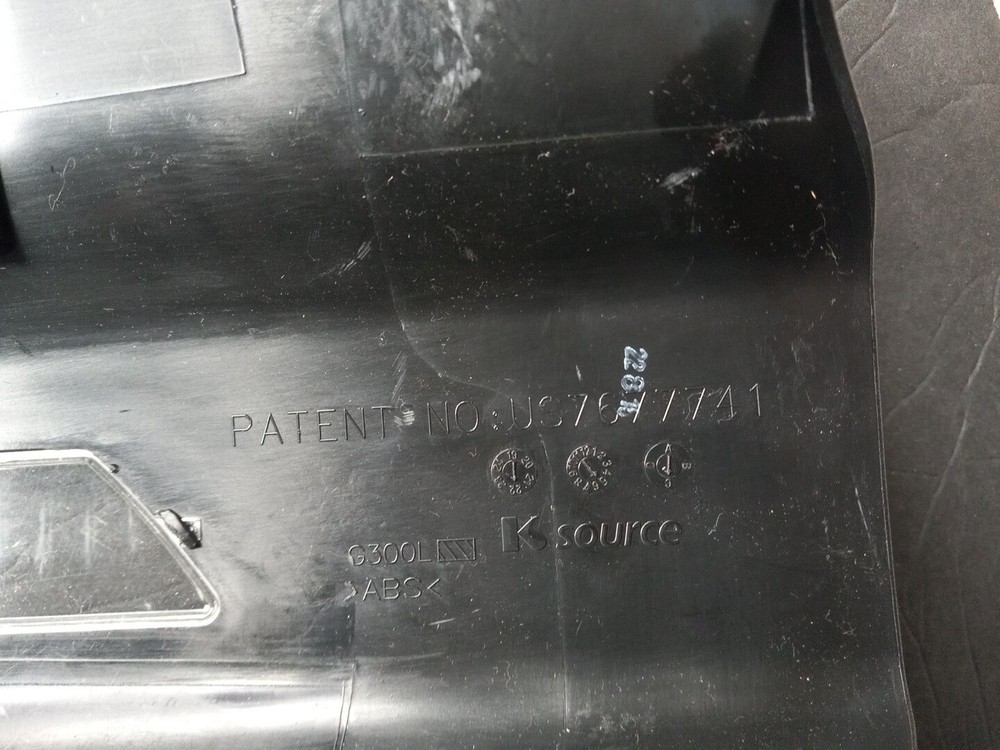 PATENT NO:US7677741
G300L
K source
>ABS<